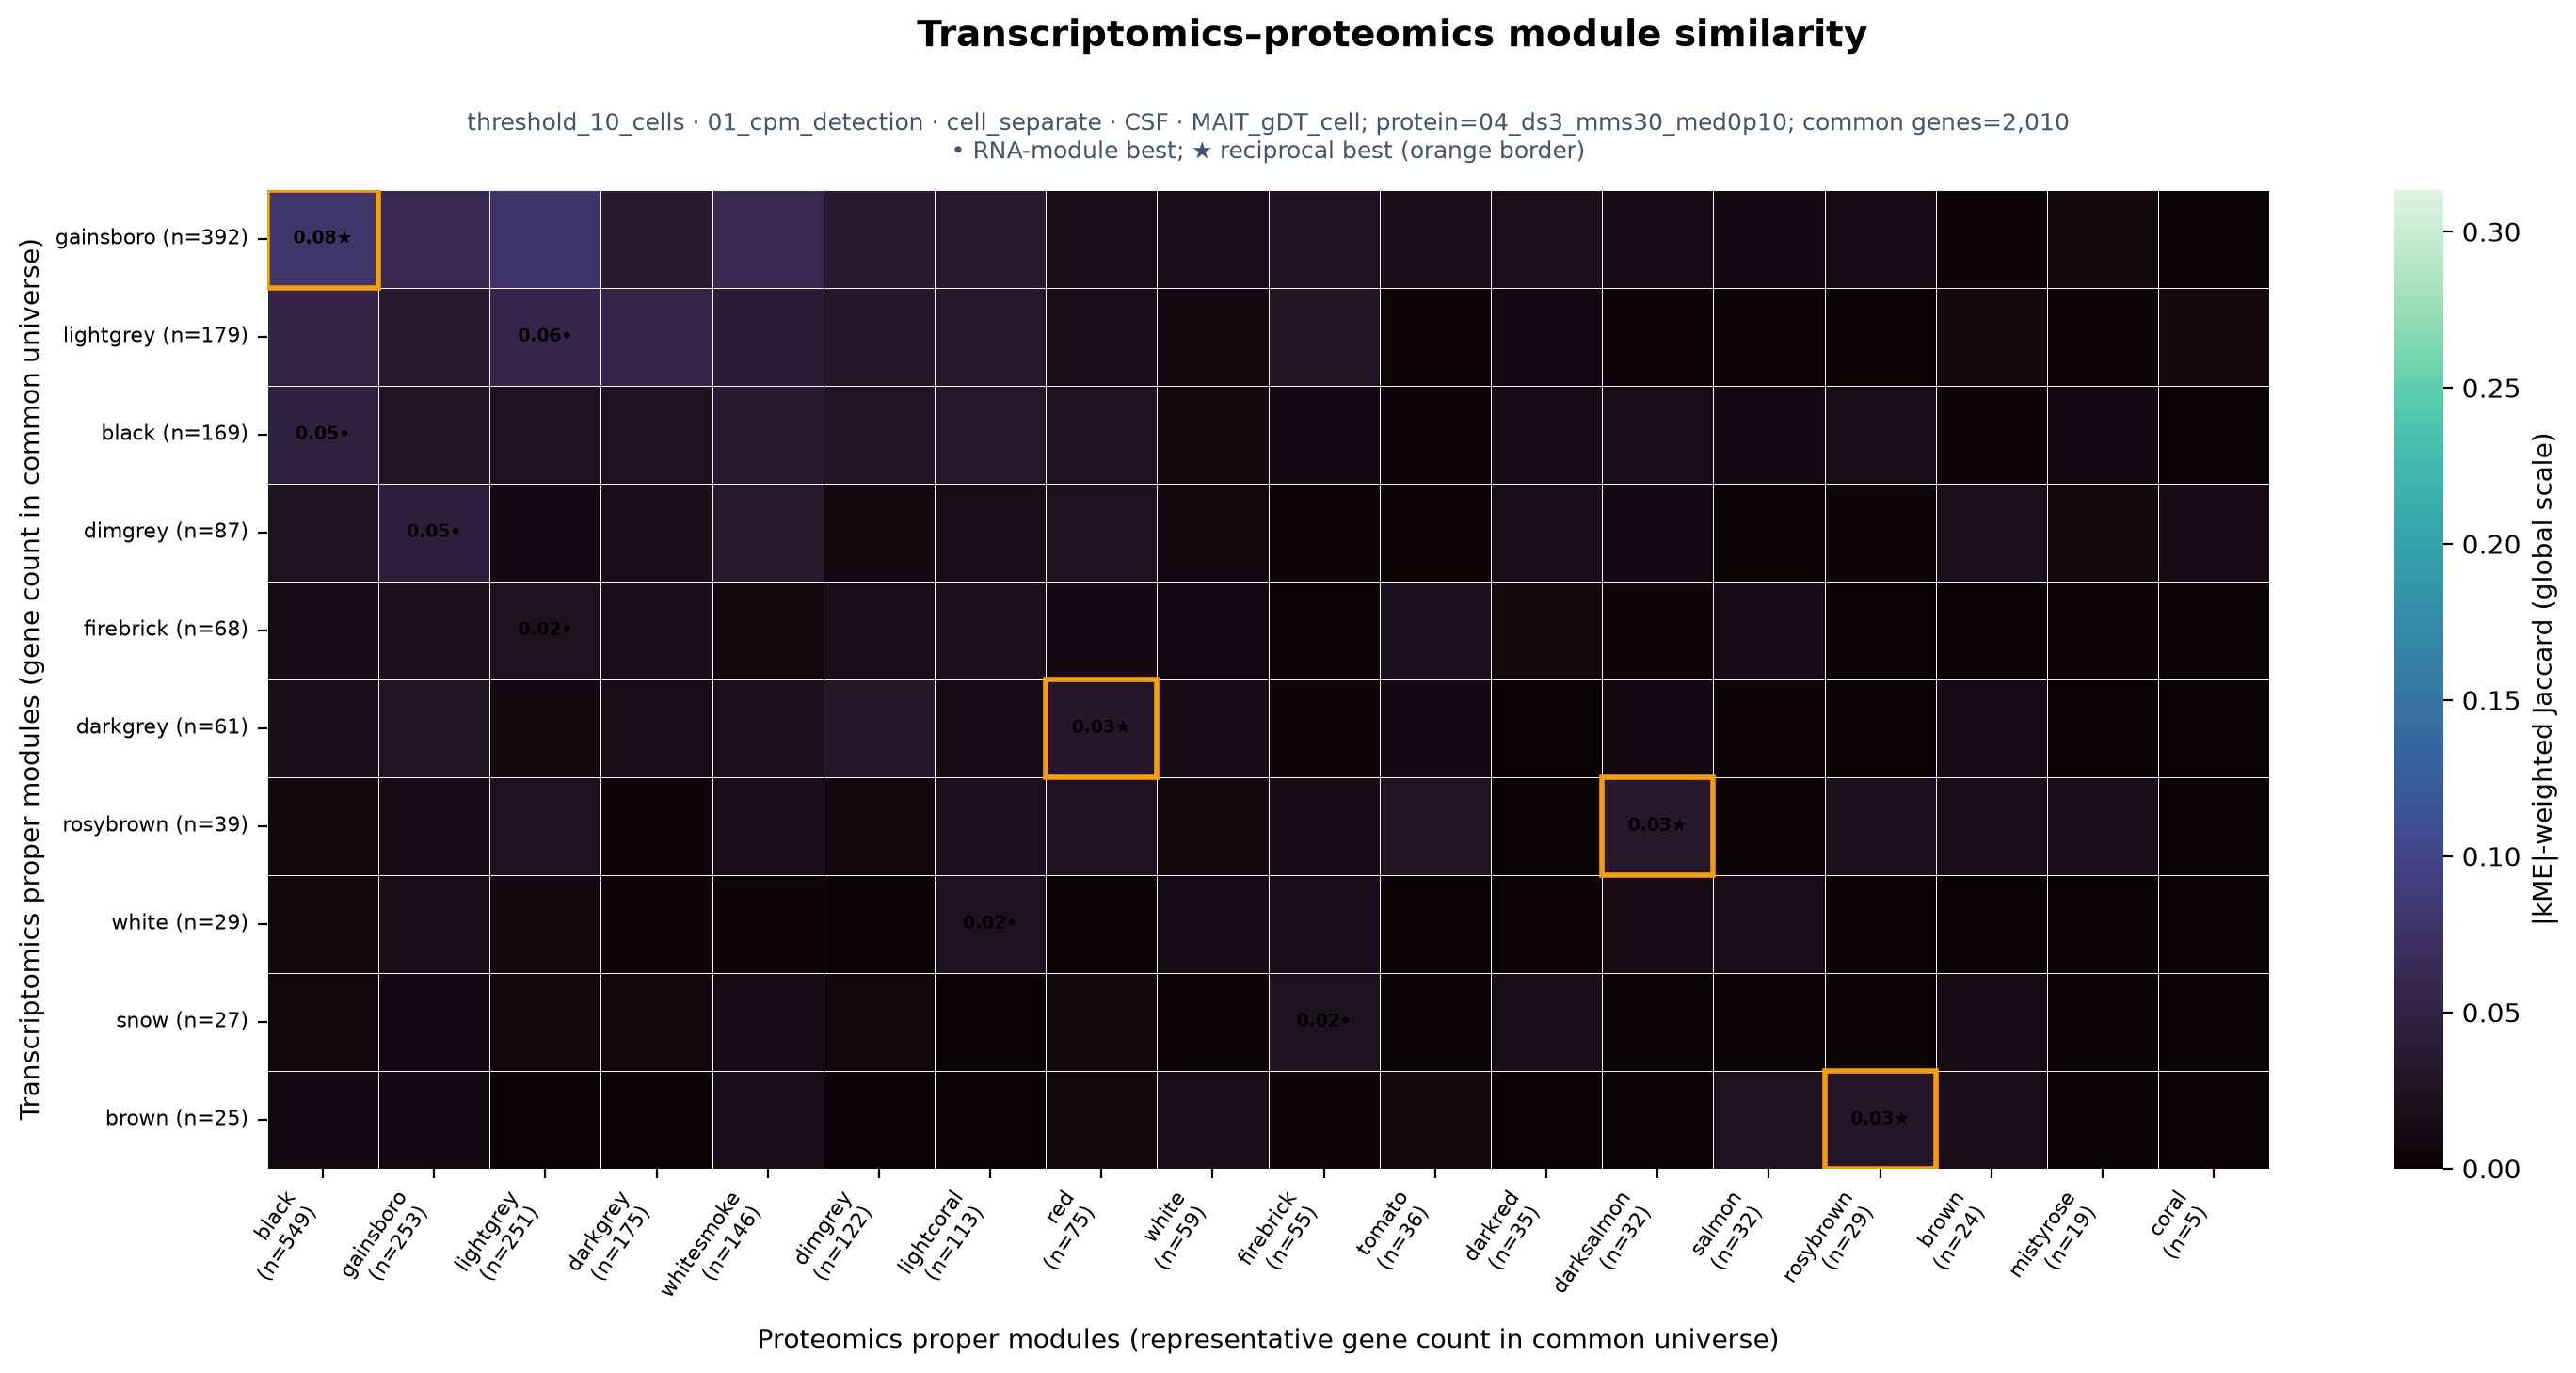 Transcriptomics–proteomics module similarity
threshold_10_cells · 01_cpm_detection · cell_separate · CSF · MAIT_gDT_cell; protein=04_ds3_mms30_med0p10; common genes=2,010
• RNA-module best; ★ reciprocal best (orange border)
Transcriptomics proper modules (gene count in common universe)
gainsboro (n=392)
lightgrey (n=179)
black (n=169)
dimgrey (n=87)
firebrick (n=68)
darkgrey (n=61)
rosybrown (n=39)
white (n=29)
snow (n=27)
brown (n=25)
0.08★
0.06•
0.05•
0.05•
0.02•
0.03★
0.03★
0.02•
0.02•
0.03★
black
(n=549)
gainsboro
(n=253)
lightgrey
(n=251)
darkgrey
(n=175)
whitesmoke
(n=146)
dimgrey
(n=122)
lightcoral
(n=113)
red
(n=75)
white
(n=59)
firebrick
(n=55)
tomato
(n=36)
darkred
(n=35)
darksalmon
(n=32)
salmon
(n=32)
rosybrown
(n=29)
brown
(n=24)
mistyrose
(n=19)
coral
(n=5)
Proteomics proper modules (representative gene count in common universe)
0.30
0.25
0.20
0.15
0.10
0.05
0.00
|kME|-weighted Jaccard (global scale)